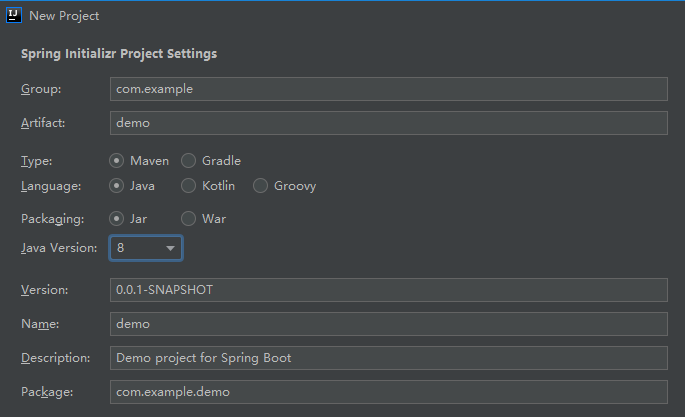 IJ New Project
Spring Initializr Project Settings
Group: com.example
Artifact: demo
Type: Maven Gradle
Language: Java Kotlin Groovy
Packaging: Jar War
Java Version: 8
Version: 0.0.1-SNAPSHOT
Name: demo
Description: Demo project for Spring Boot
Package: com.example.demo